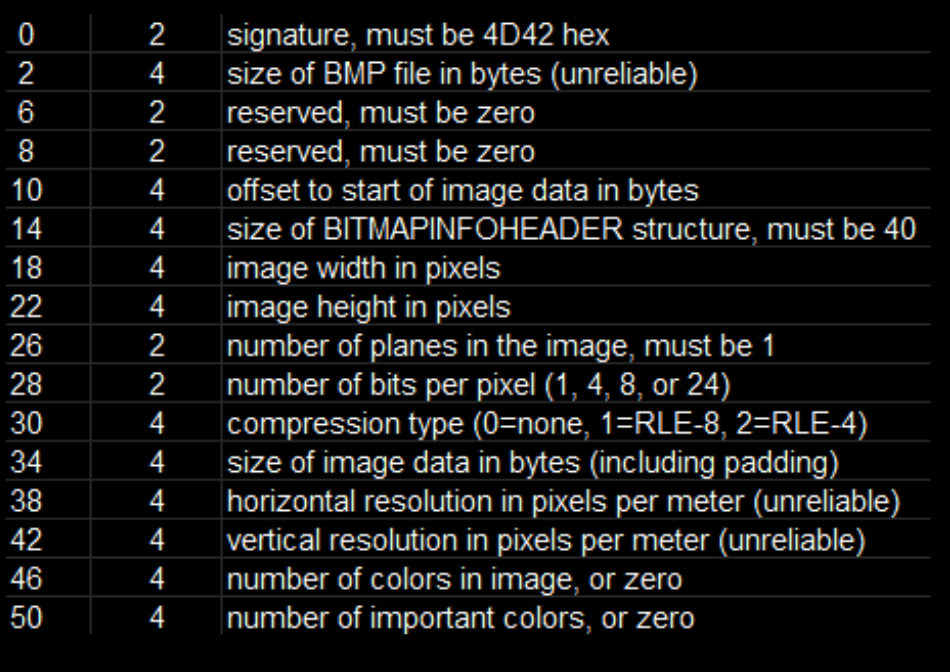 0 2 signature, must be 4D42 hex
2 4 size of BMP file in bytes (unreliable)
6 2 reserved, must be zero
8 2 reserved, must be zero
10 4 offset to start of image data in bytes
14 4 size of BITMAPINFOHEADER structure, must be 40
18 4 image width in pixels
22 4 image height in pixels
26 2 number of planes in the image, must be 1
28 2 number of bits per pixel (1, 4, 8, or 24)
30 4 compression type (0=none, 1=RLE-8, 2=RLE-4)
34 4 size of image data in bytes (including padding)
38 4 horizontal resolution in pixels per meter (unreliable)
42 4 vertical resolution in pixels per meter (unreliable)
46 4 number of colors in image, or zero
50 4 number of important colors, or zero